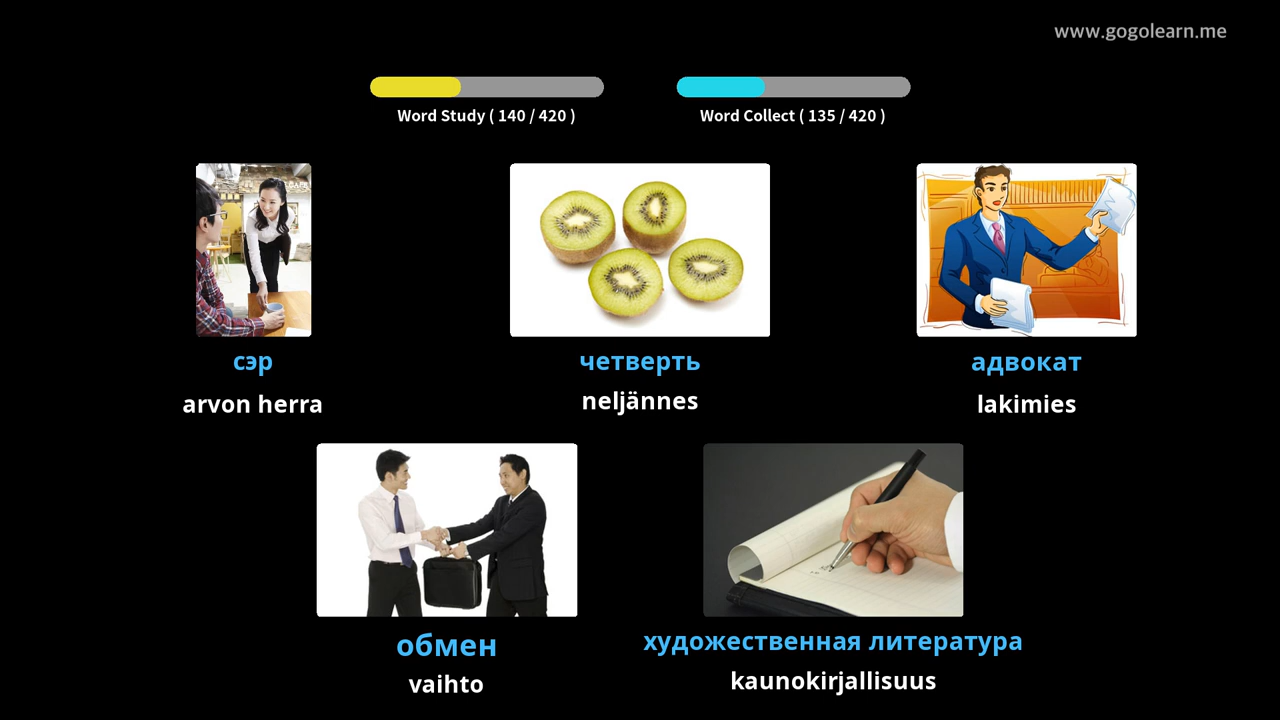 www.gogolearn.me
Word Study ( 140 / 420 )
Word Collect ( 135 / 420 )
сэр
arvon herra
четверть
neljännes
адвокат
lakimies
обмен
vaihto
художественная литература
kaunokirjallisuus